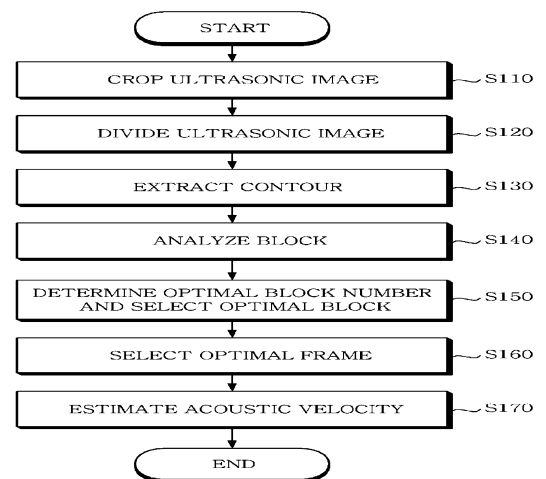 START
CROP ULTRASONIC IMAGE S110
DIVIDE ULTRASONIC IMAGE S120
EXTRACT CONTOUR S130
ANALYZE BLOCK S140
DETERMINE OPTIMAL BLOCK NUMBER
AND SELECT OPTIMAL BLOCK S150
SELECT OPTIMAL FRAME S160
ESTIMATE ACOUSTIC VELOCITY S170
END